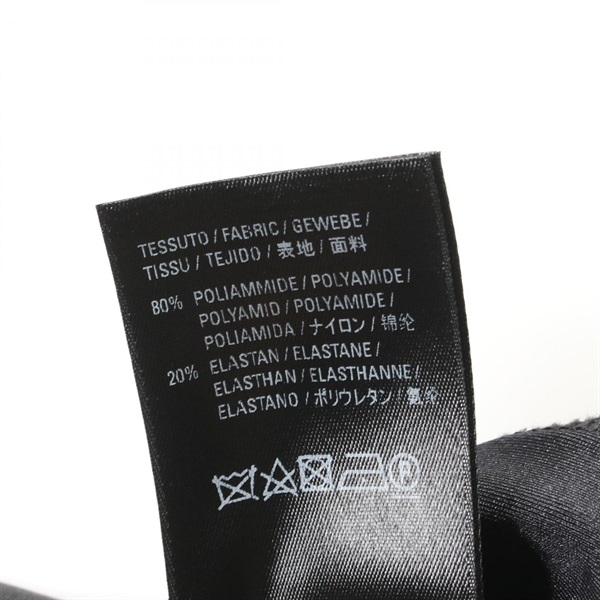 TESSUTO / FABRIC / GEWEBE /
TISSU / TEJIDO / 表地 / 面料
80% POLIAMMIDE / POLYAMIDE /
POLYAMID / POLYAMIDE /
POLIAMIDA / ナイロン / 锦纶
20% ELASTAN / ELASTANE /
ELASTHAN / ELASTHANNE /
ELASTANO / ポリウレタン / 氨纶